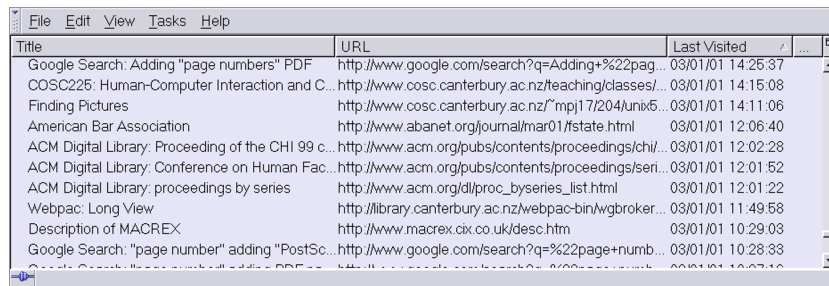 File Edit View Tasks Help
Title URL Last Visited ...
Google Search: Adding "page numbers" PDF http://www.google.com/search?q=Adding+%22pag... 03/01/01 14:25:37
COSC225: Human-Computer Interaction and C... http://www.cosc.canterbury.ac.nz/teaching/classes/... 03/01/01 14:15:08
Finding Pictures http://www.cosc.canterbury.ac.nz/~mpj17/204/unix5... 03/01/01 14:11:06
American Bar Association http://www.abanet.org/journal/mar01/fstate.html 03/01/01 12:06:40
ACM Digital Library: Proceeding of the CHI 99 c... http://www.acm.org/pubs/contents/proceedings/chi/... 03/01/01 12:02:28
ACM Digital Library: Conference on Human Fac... http://www.acm.org/pubs/contents/proceedings/seri... 03/01/01 12:01:52
ACM Digital Library: proceedings by series http://www.acm.org/dl/proc_byseries_list.html 03/01/01 12:01:22
Webpac: Long View http://library.canterbury.ac.nz/webpac-bin/wgbroker... 03/01/01 11:49:58
Description of MACREX http://www.macrex.cix.co.uk/desc.htm 03/01/01 10:29:03
Google Search: "page number" adding "PostSc... http://www.google.com/search?q=%22page+numb... 03/01/01 10:28:33